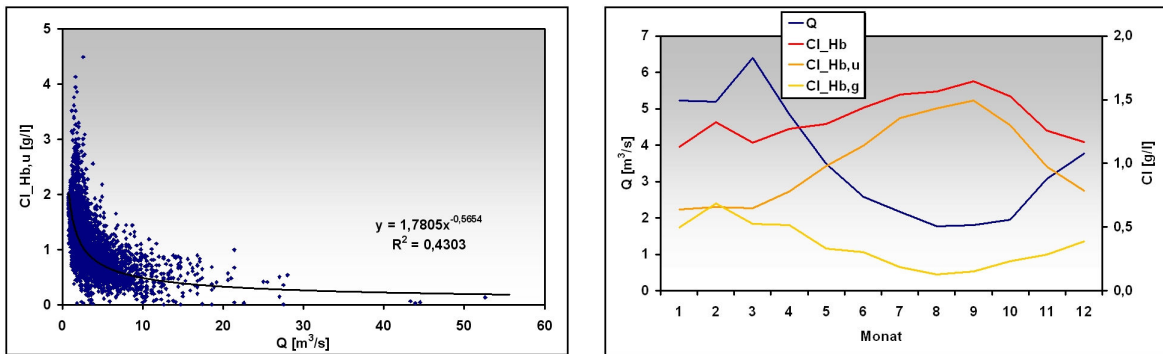 Cl_Hb,u [g/l]
5
4
3
2
1
0
y = 1,7805x^-0,5654
R² = 0,4303
0 10 20 30 40 50 60
Q [m³/s]
Q
Cl_Hb
Cl_Hb,u
Cl_Hb,g
Q [m³/s]
7
6
5
4
3
2
1
0
2,0
1,5
1,0
0,5
0,0
Cl [g/l]
1 2 3 4 5 6 7 8 9 10 11 12
Monat